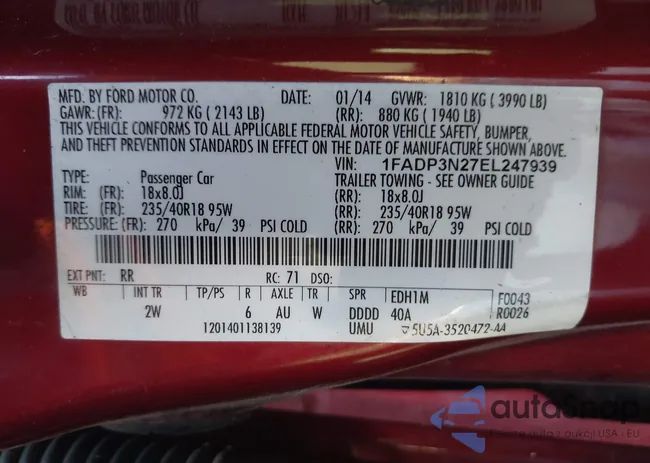 MFD. BY FORD MOTOR CO. DATE: 01/14 GVWR: 1810 KG ( 3990 LB)
GAWR: (FR): 972 KG ( 2143 LB) (RR): 880 KG ( 1940 LB)
THIS VEHICLE CONFORMS TO ALL APPLICABLE FEDERAL MOTOR VEHICLE SAFETY, BUMPER,
AND THEFT PREVENTION STANDARDS IN EFFECT ON THE DATE OF MANUFACTURE SHOWN ABOVE.
VIN: 1FADP3N27EL247939
TYPE: Passenger Car TRAILER TOWING - SEE OWNER GUIDE
RIM: (FR): 18x8.0J (RR): 18x8.0J
TIRE: (FR): 235/40R18 95W (RR): 235/40R18 95W
PRESSURE: (FR): 270 kPa/ 39 PSI COLD (RR): 270 kPa/ 39 PSI COLD
EXT PNT: RR RC: 71 DSO:
WB INT TR TP/PS R AXLE TR SPR EDH1M F0043
2W 6 AU W DDDD 40A R0026
1201401138139 UMU 5U5A-3520472-AA
autoSnap
z aukcji USA - EU